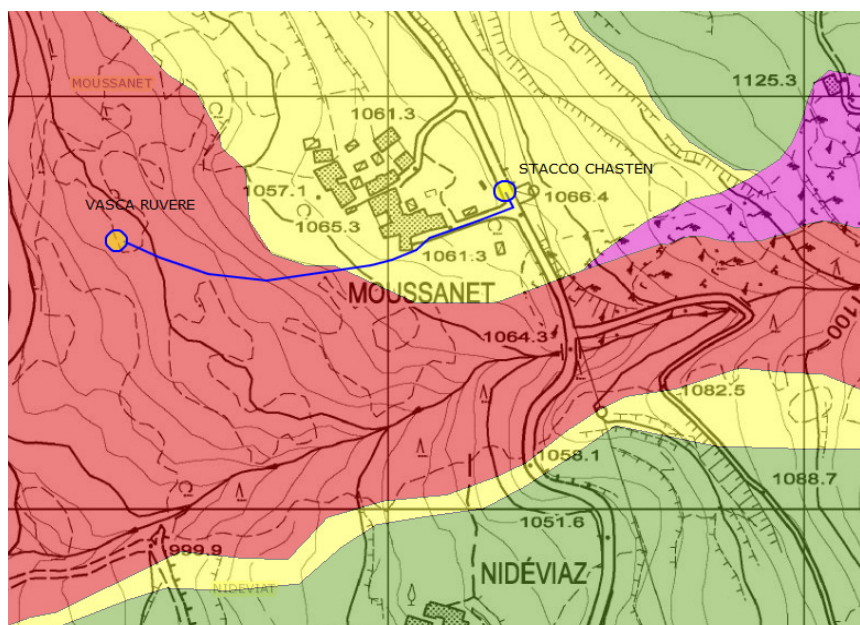 MOUSSANET
1125.3
1061.3
STACCO CHASTEN
1057.1
1066.4
VASCA RUVERE
1065.3
1061.3
MOUSSANET
1064.3
1100
1082.5
1058.1
1088.7
1051.6
999.9
NIDÉVIAZ
NIDEVIAT